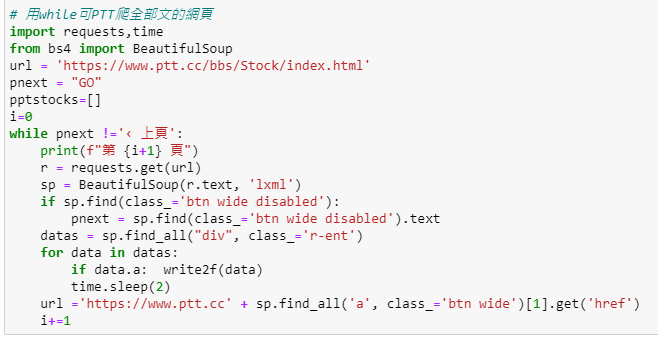 # 用while可PTT爬全部文的網頁
import requests,time
from bs4 import BeautifulSoup
url = 'https://www.ptt.cc/bbs/Stock/index.html'
pnext = "GO"
pptstocks=[]
i=0
while pnext !='‹ 上頁':
    print(f"第 {i+1} 頁")
    r = requests.get(url)
    sp = BeautifulSoup(r.text, 'lxml')
    if sp.find(class_='btn wide disabled'):
        pnext = sp.find(class_='btn wide disabled').text
    datas = sp.find_all("div", class_='r-ent')
    for data in datas:
        if data.a:  write2f(data)
        time.sleep(2)
    url ='https://www.ptt.cc' + sp.find_all('a', class_='btn wide')[1].get('href')
    i+=1